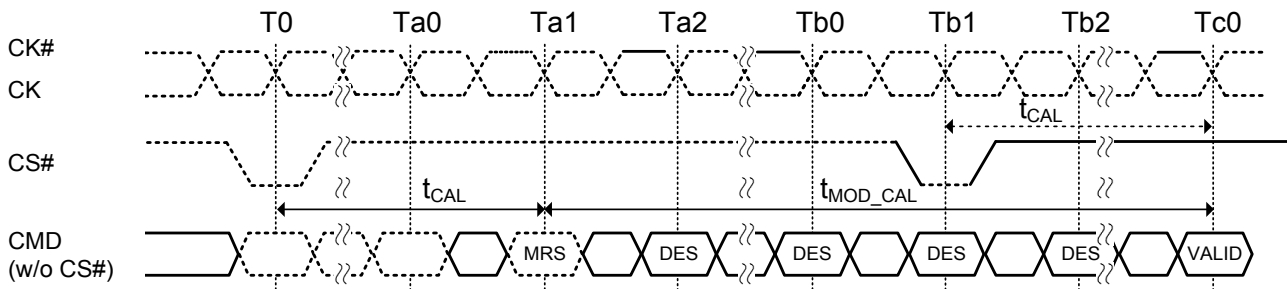 T0 Ta0 Ta1 Ta2 Tb0 Tb1 Tb2 Tc0
CK#
CK
tCAL
CS#
tCAL tMOD_CAL
CMD
(w/o CS#)
MRS DES DES DES DES VALID